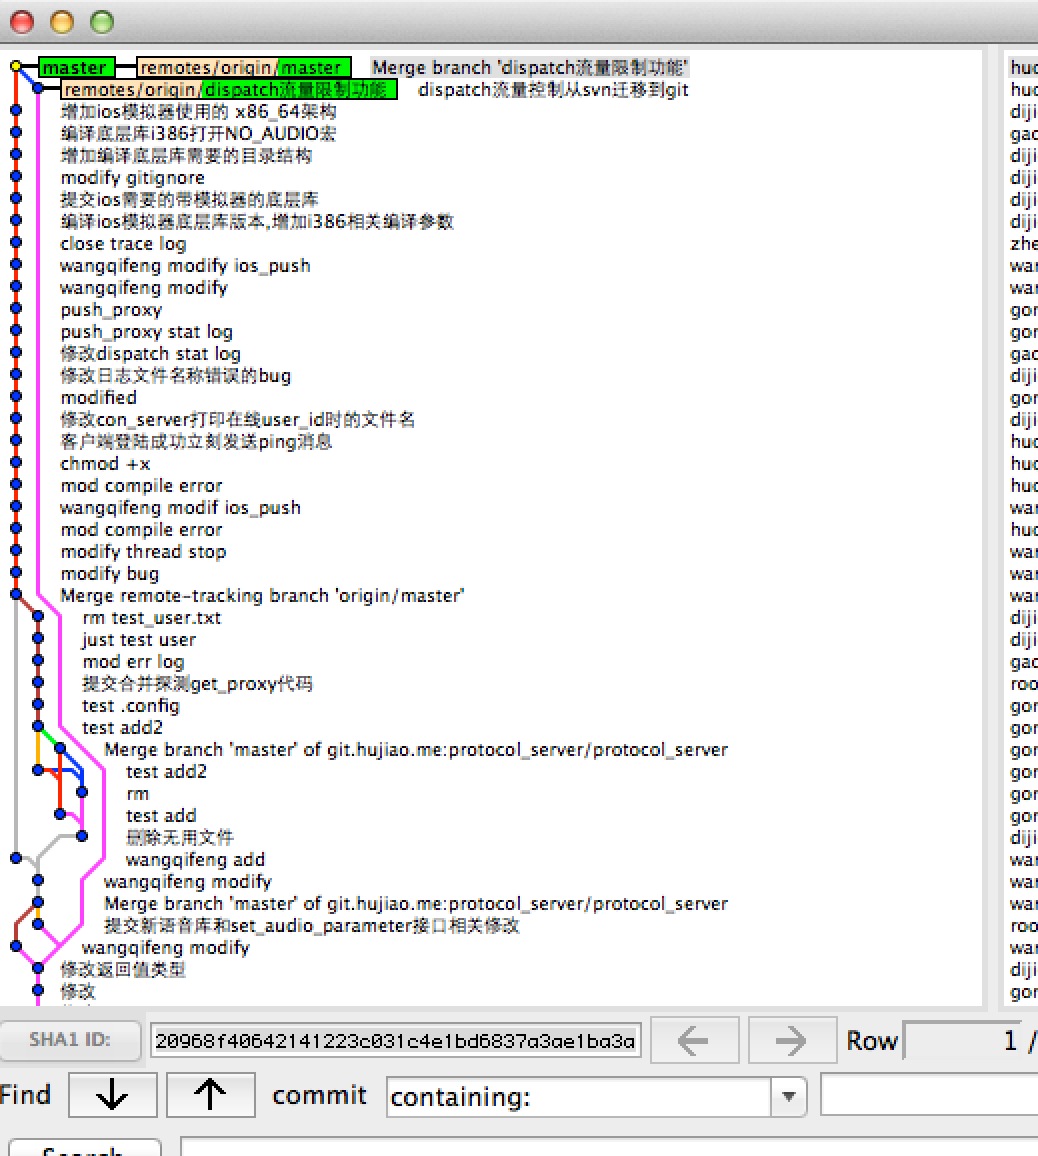 master remotes/origin/master Merge branch 'dispatch流量限制功能' huo
remotes/origin/dispatch流量限制功能 dispatch流量控制从svn迁移到git huo
增加ios模拟器使用的 x86_64架构 diji
编译底层库i386打开NO_AUDIO宏 gao
增加编译底层库需要的目录结构 diji
modify gitignore diji
提交ios需要的带模拟器的底层库 diji
编译ios模拟器底层库版本,增加i386相关编译参数 diji
close trace log zhe
wangqifeng modify ios_push war
wangqifeng modify war
push_proxy gor
push_proxy stat log gor
修改dispatch stat log gao
修改日志文件名称错误的bug diji
modified gor
修改con_server打印在线user_id时的文件名 diji
客户端登陆成功立刻发送ping消息 huo
chmod +x huo
mod compile error huo
wangqifeng modif ios_push war
mod compile error huo
modify thread stop war
modify bug war
Merge remote-tracking branch 'origin/master' war
rm test_user.txt diji
just test user diji
mod err log gao
提交合并探测get_proxy代码 roo
test .config gor
test add2 gor
Merge branch 'master' of git.hujiao.me:protocol_server/protocol_server gor
test add2 gor
rm gor
test add gor
删除无用文件 diji
wangqifeng add war
wangqifeng modify war
Merge branch 'master' of git.hujiao.me:protocol_server/protocol_server war
提交新语音库和set_audio_parameter接口相关修改 roo
wangqifeng modify war
修改返回值类型 diji
修改 gor
SHA1 ID: 20968f40642141223c031c4e1bd6837a3ae1ba3a Row 1 /
Find commit containing:
Search